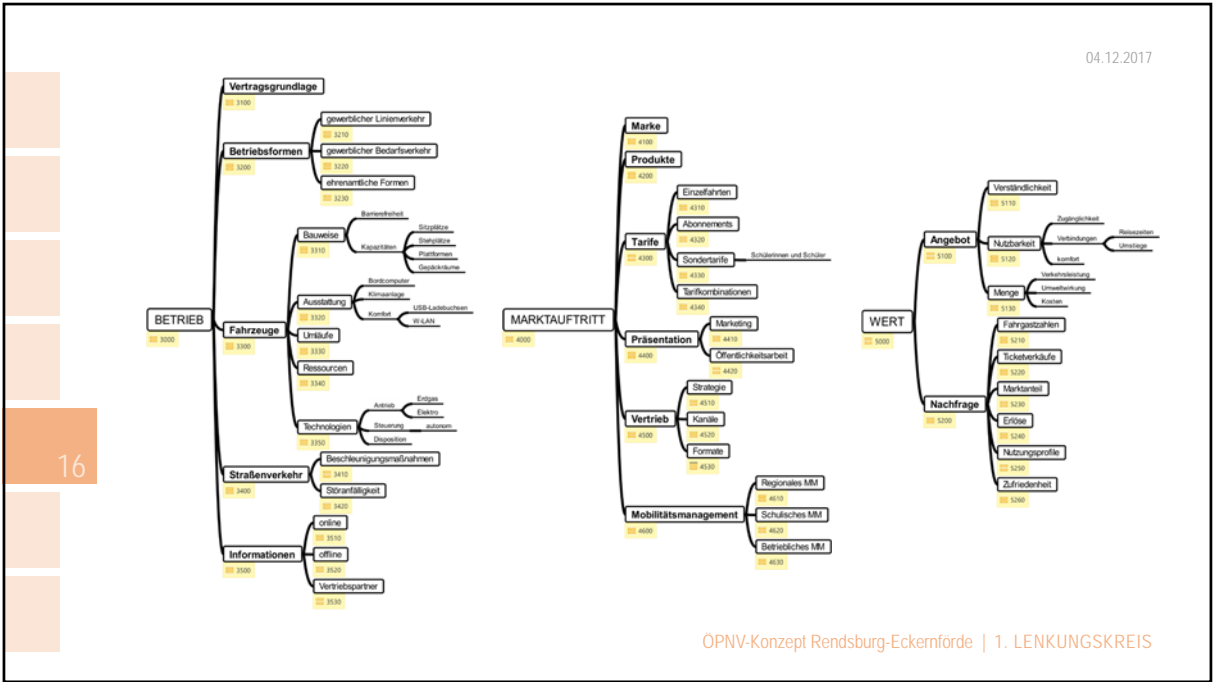 04.12.2017
BETRIEB
3000
Vertragsgrundlage
3100
Betriebsformen
3200
gewerblicher Linienverkehr
3210
gewerblicher Bedarfsverkehr
3220
ehrenamtliche Formen
3230
Fahrzeuge
3300
Bauweise
3310
Barrierefreiheit
Kapazitäten
Sitzplätze
Stehplätze
Plattformen
Gepäckräume
Ausstattung
3320
Bordcomputer
Klimaanlage
Komfort
USB-Ladebuchsen
W-LAN
Umläufe
3330
Ressourcen
3340
Technologien
3350
Antrieb
Erdgas
Elektro
Steuerung
autonom
Disposition
Straßenverkehr
3400
Beschleunigungsmaßnahmen
3410
Störanfälligkeit
3420
Informationen
3500
online
3510
offline
3520
Vertriebspartner
3530
MARKTAUFTRITT
4000
Marke
4100
Produkte
4200
Tarife
4300
Einzelfahrten
4310
Abonnements
4320
Sondertarife
4330
Schülerinnen und Schüler
Tarifkombinationen
4340
Präsentation
4400
Marketing
4410
Öffentlichkeitsarbeit
4420
Vertrieb
4500
Strategie
4510
Kanäle
4520
Formate
4530
Mobilitätsmanagement
4600
Regionales MM
4610
Schulisches MM
4620
Betriebliches MM
4630
WERT
5000
Angebot
5100
Verständlichkeit
5110
Nutzbarkeit
5120
Zugänglichkeit
Verbindungen
Reisezeiten
Umstiege
komfort
Menge
5130
Verkehrsleistung
Umweltwirkung
Kosten
Nachfrage
5200
Fahrgastzahlen
5210
Ticketverkäufe
5220
Marktanteil
5230
Erlöse
5240
Nutzungsprofile
5250
Zufriedenheit
5260
16
ÖPNV-Konzept Rendsburg-Eckernförde | 1. LENKUNGSKREIS